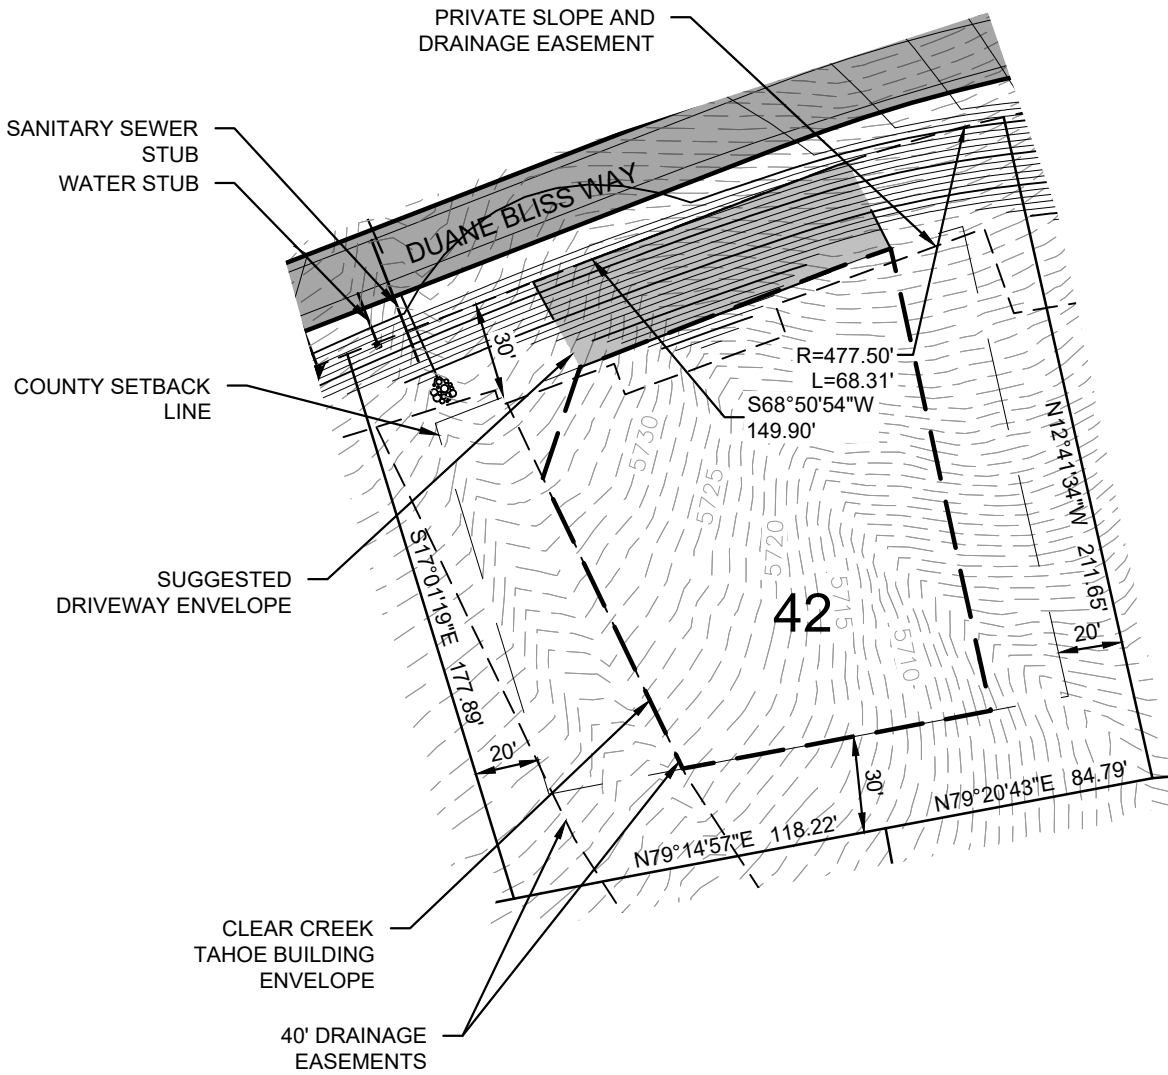 PRIVATE SLOPE AND
DRAINAGE EASEMENT
SANITARY SEWER
STUB
WATER STUB
DUANE BLISS WAY
30'
R=477.50'
L=68.31'
COUNTY SETBACK
LINE
S68°50'54"W
149.90'
5730
5725
5720
5715
5710
N12°41'34"W 211.65'
S17°01'19"E 177.89'
SUGGESTED
DRIVEWAY ENVELOPE
42
20'
20'
30'
N79°20'43"E 84.79'
N79°14'57"E 118.22'
CLEAR CREEK
TAHOE BUILDING
ENVELOPE
40' DRAINAGE
EASEMENTS